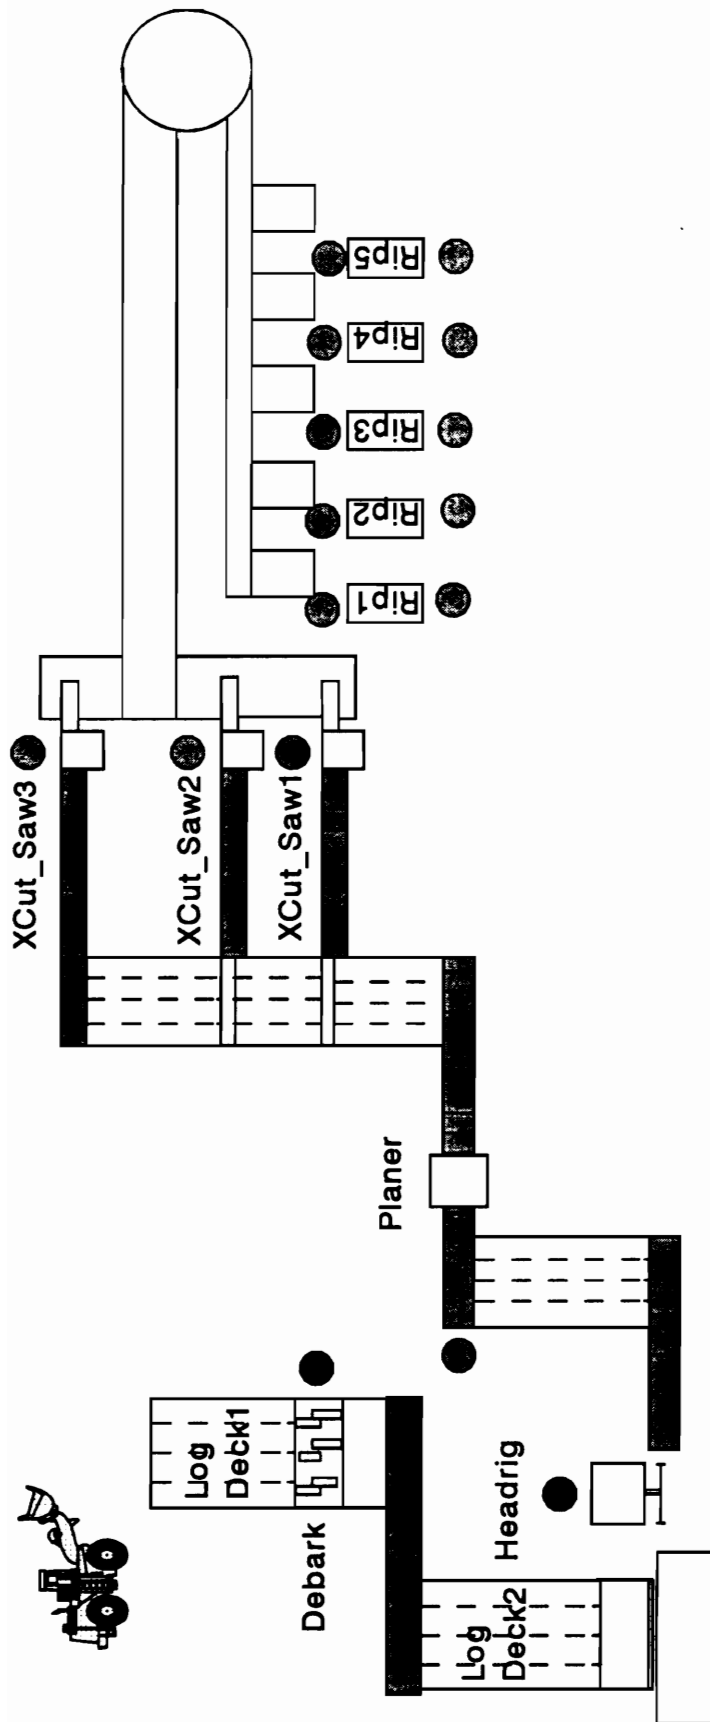 XCut_Saw3
XCut_Saw2
XCut_Saw1
Rip5
Rip4
Rip3
Rip2
Rip1
Planer
Log
Deck1
Debark
Headrig
Log
Deck2